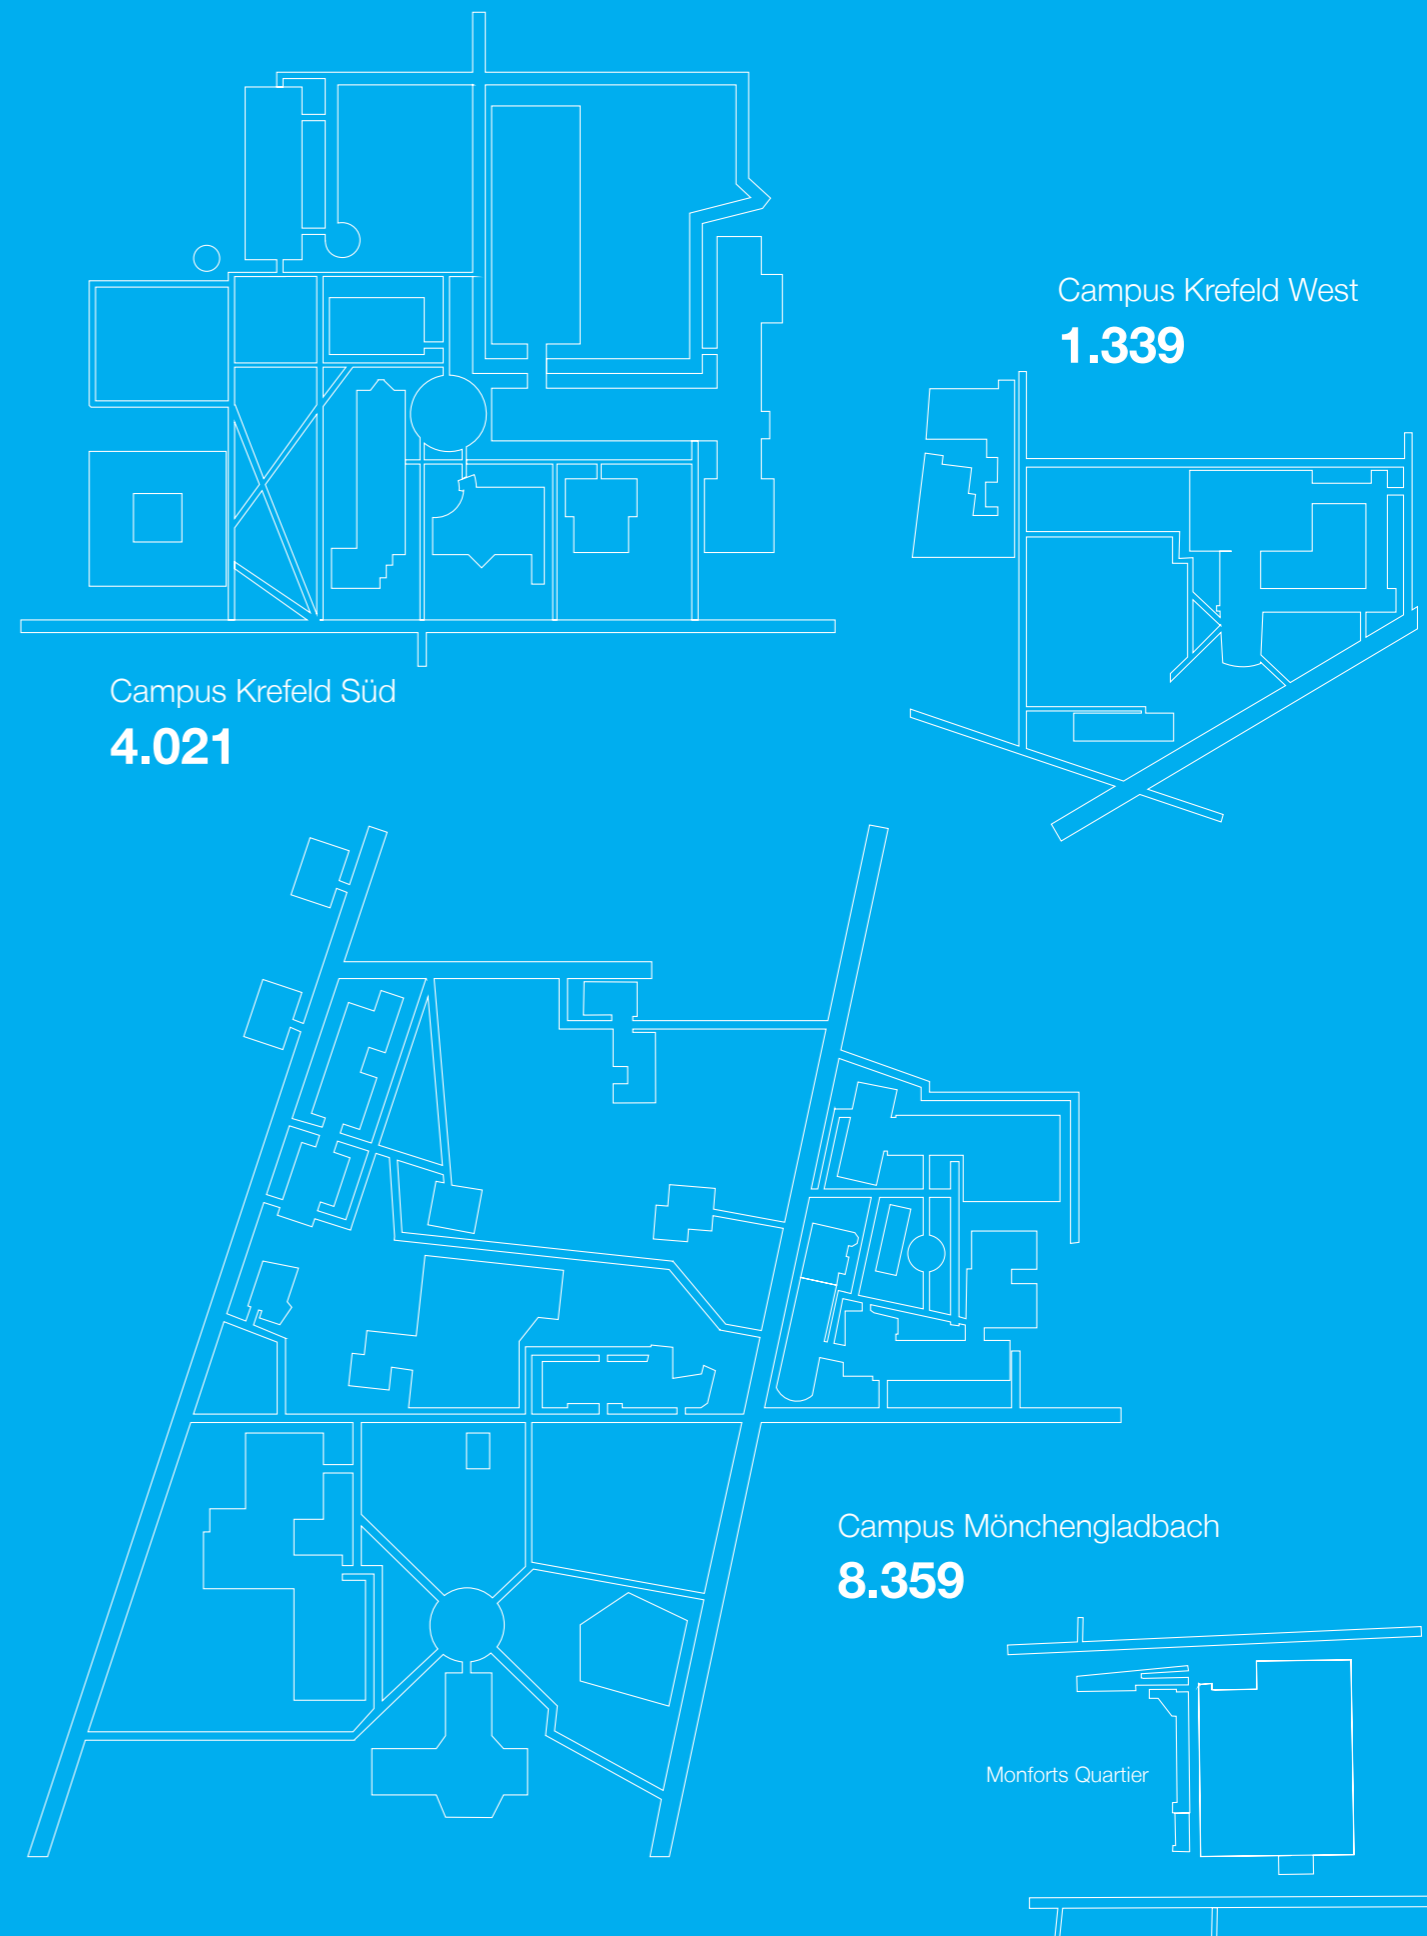 Campus Krefeld West
1.339
Campus Krefeld Süd
4.021
Campus Mönchengladbach
8.359
Monforts Quartier